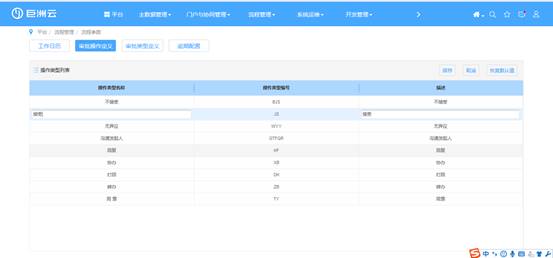 巨洲云
平台 主数据管理 门户与协同管理 流程管理 系统运维 开发管理
平台 / 流程管理 / 流程参数
工作日历 审批操作定义 审批类型定义 逾期配置
操作类型列表 保存 取消 恢复默认值
操作类型名称 操作类型编号 描述
不接受 BJS 不接受
接受 JS 接受
无异议 WYY 无异议
沟通发起人 GTFQR 沟通发起人
回复 HF 回复
协办 XB 协办
打回 DH 打回
转办 ZB 转办
同意 TY 同意
中